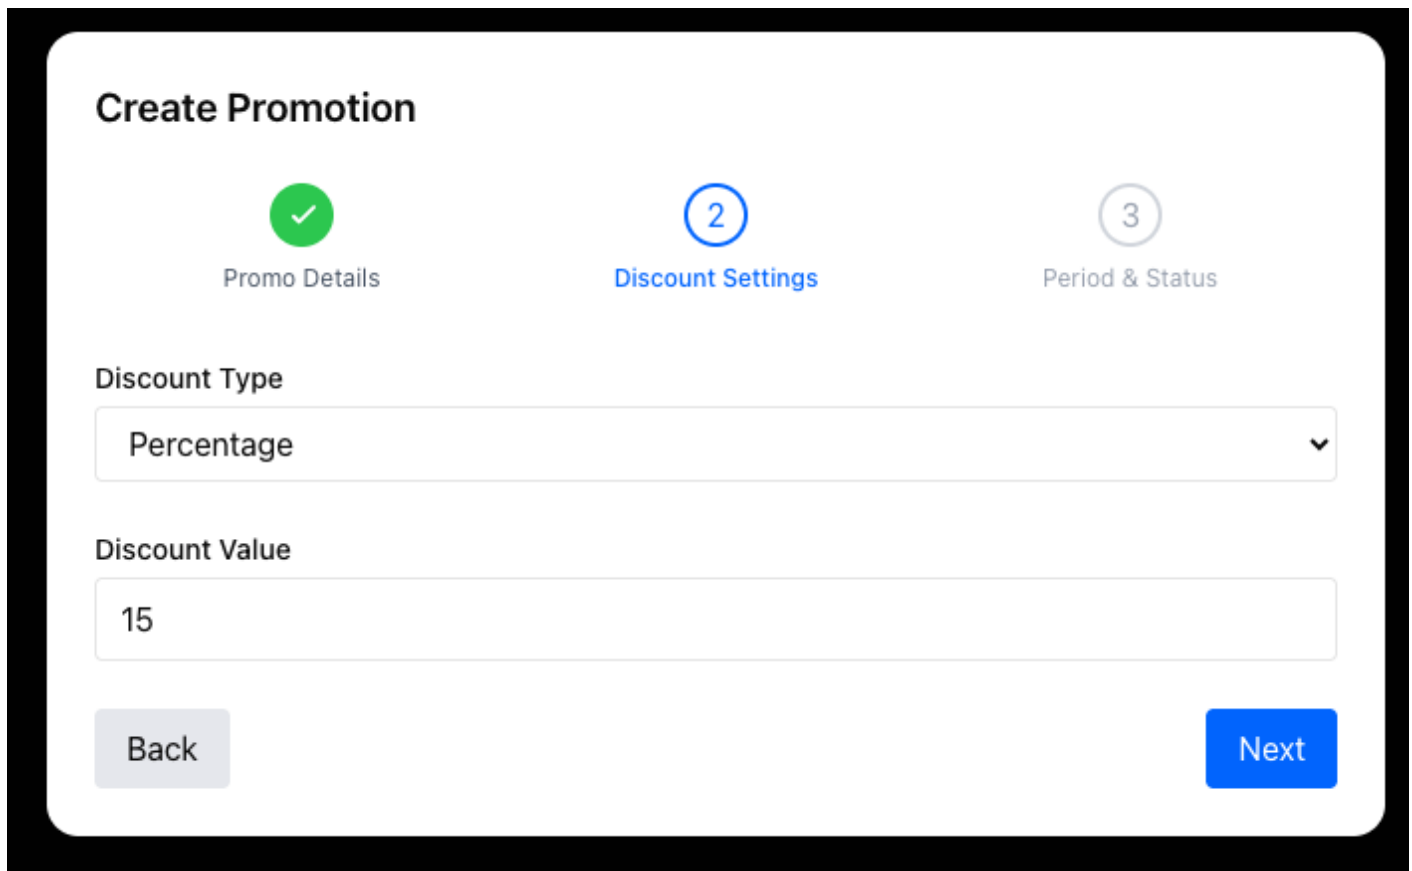 Create Promotion
2
3
Promo Details
Discount Settings
Period & Status
Discount Type
Percentage
Discount Value
15
Back
Next